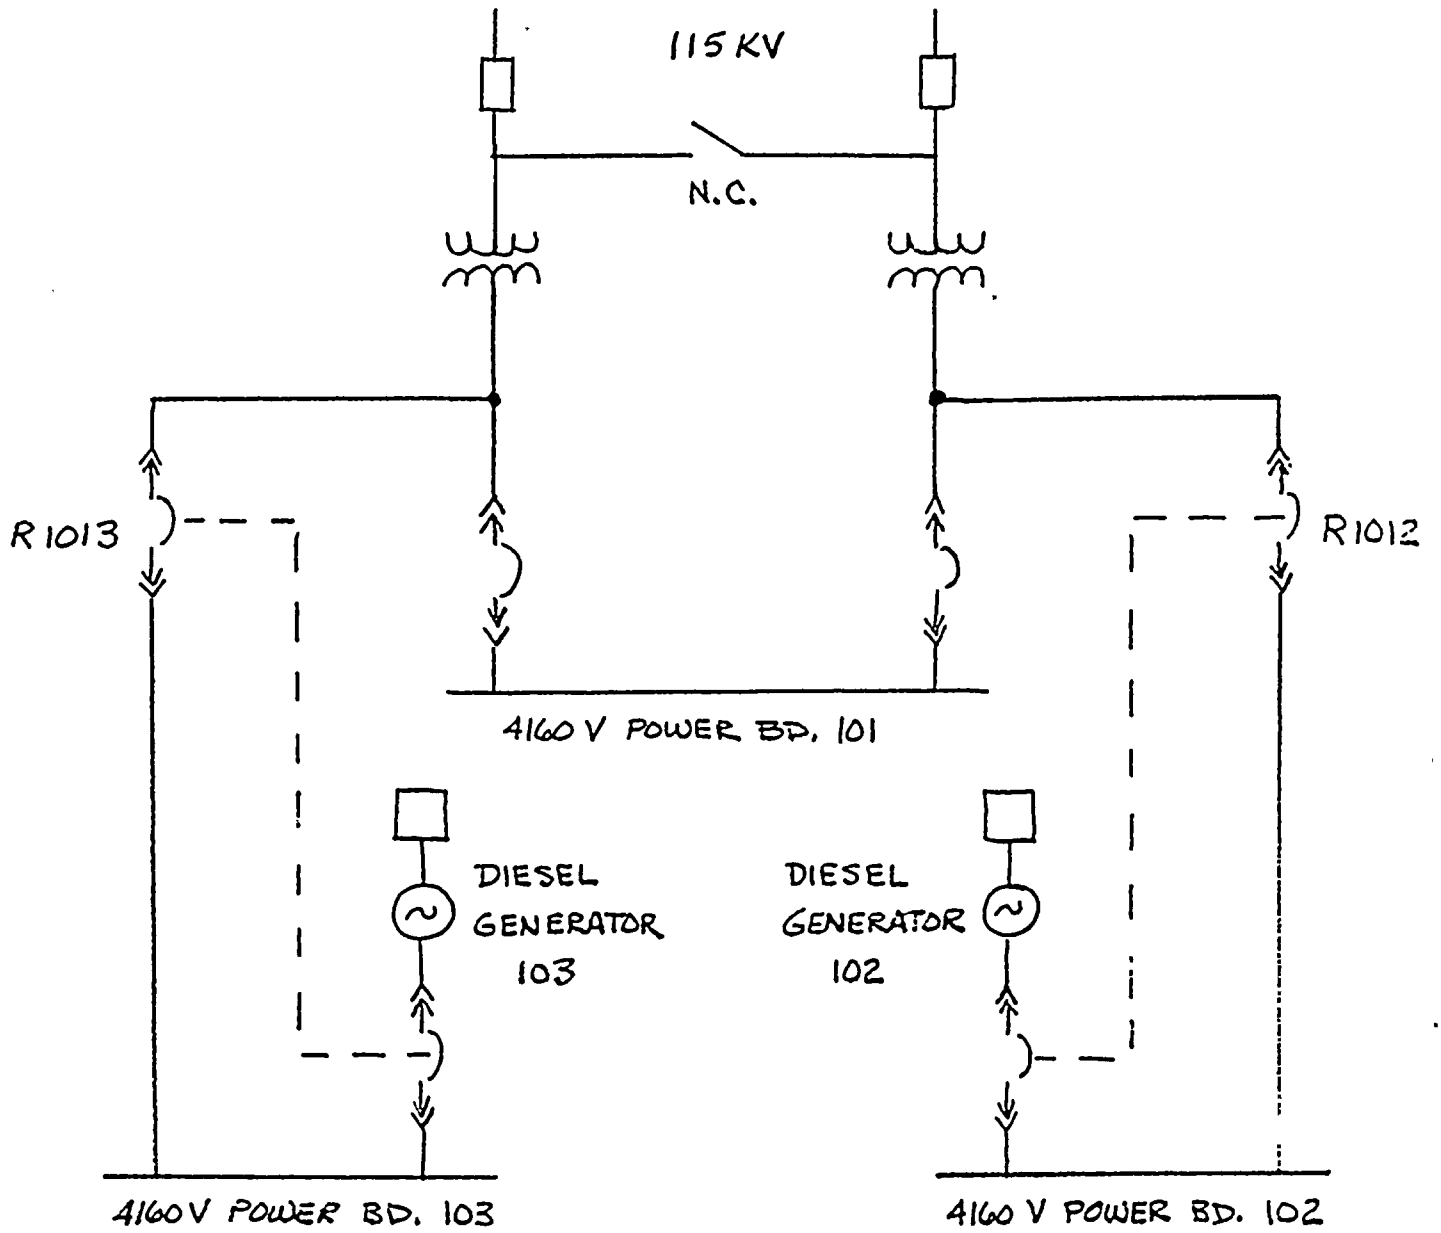 115 KV
N.C.
R1013
R1012
4160 V POWER BD. 101
DIESEL
GENERATOR
103
DIESEL
GENERATOR
102
4160 V POWER BD. 103
4160 V POWER BD. 102